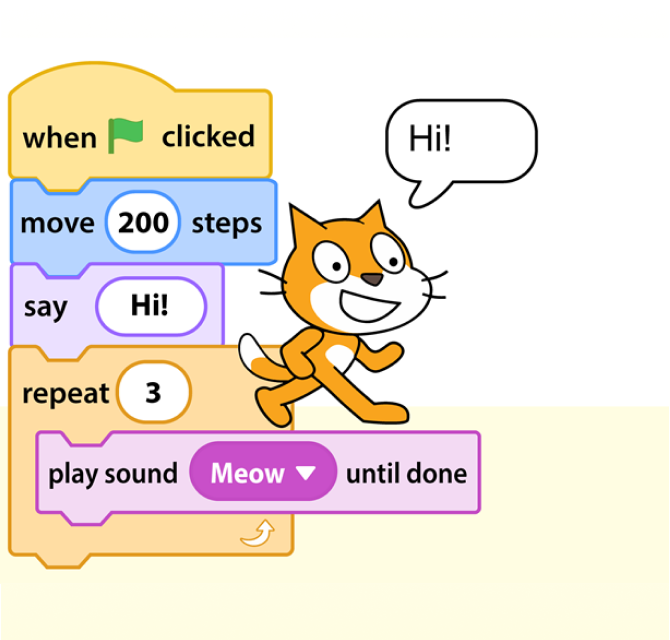 when clicked
Hi!
move 200 steps
say Hi!
repeat 3
play sound Meow until done